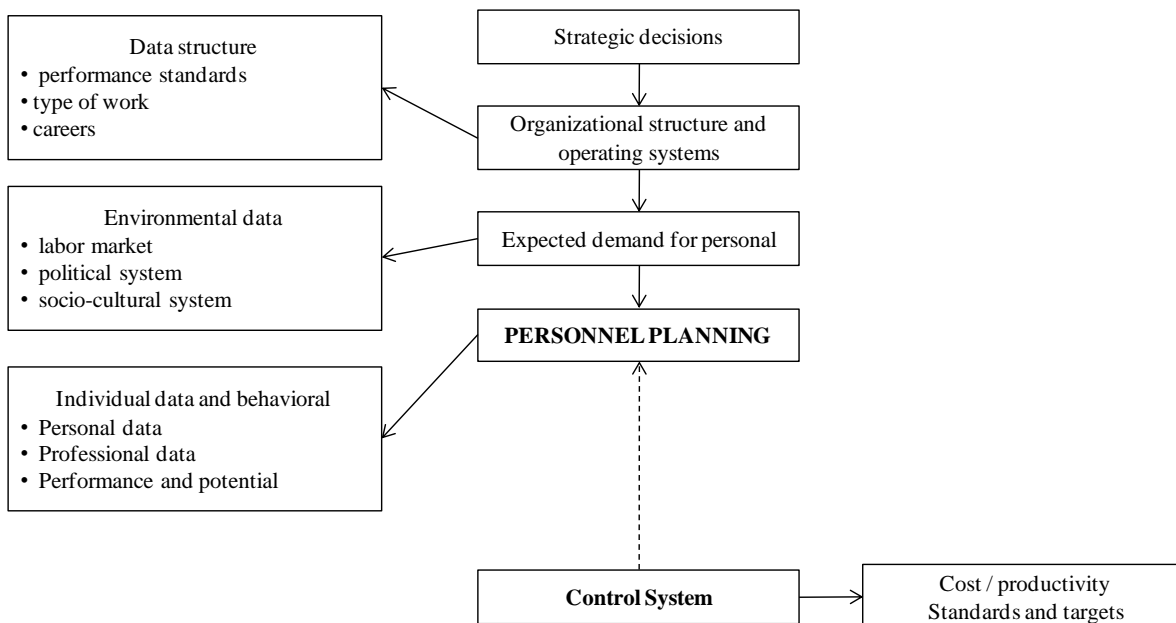 Data structure
• performance standards
• type of work
• careers
Strategic decisions
Organizational structure and
operating systems
Environmental data
• labor market
• political system
• socio-cultural system
Expected demand for personal
PERSONNEL PLANNING
Individual data and behavioral
• Personal data
• Professional data
• Performance and potential
Control System
Cost / productivity
Standards and targets